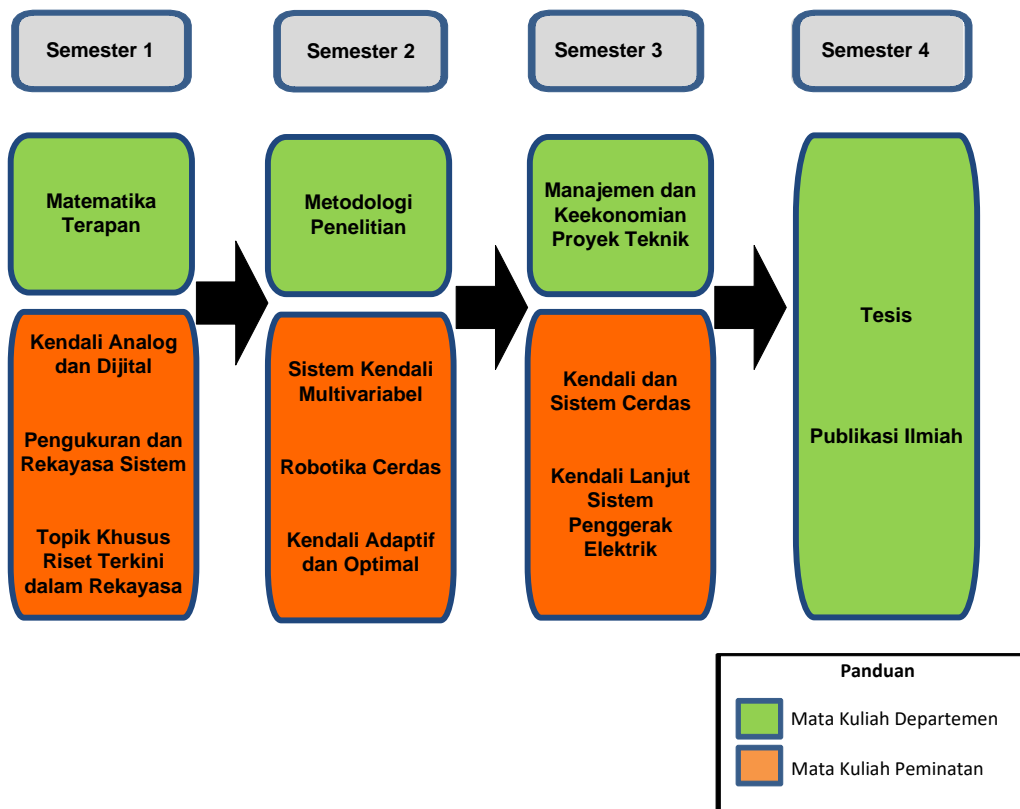 Semester 1
Semester 2
Semester 3
Semester 4
Matematika
Terapan
Metodologi
Penelitian
Manajemen dan
Keekonomian
Proyek Teknik
Kendali Analog
dan Dijital
Pengukuran dan
Rekayasa Sistem
Topik Khusus
Riset Terkini
dalam Rekayasa
Sistem Kendali
Multivariabel
Robotika Cerdas
Kendali Adaptif
dan Optimal
Kendali dan
Sistem Cerdas
Kendali Lanjut
Sistem
Penggerak
Elektrik
Tesis
Publikasi Ilmiah
Panduan
Mata Kuliah Departemen
Mata Kuliah Peminatan